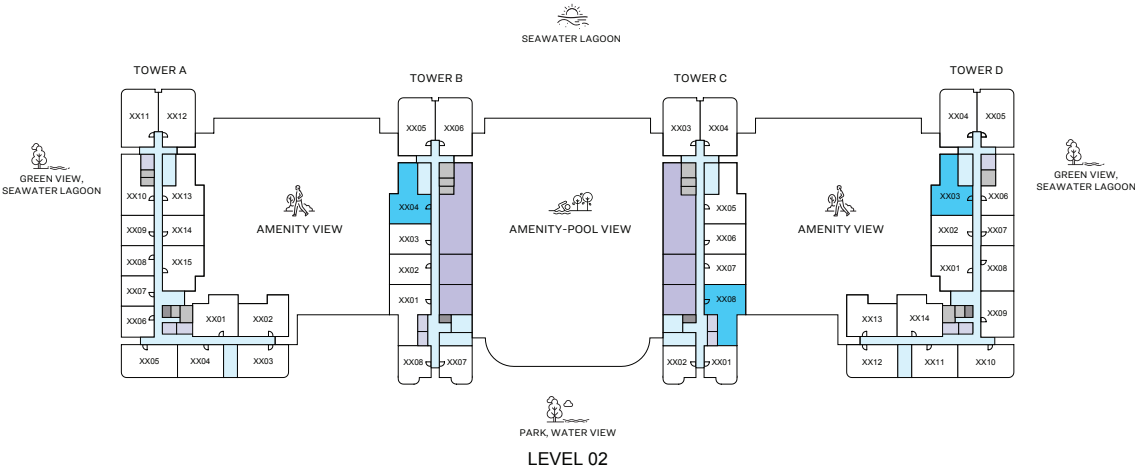 SEAWATER LAGOON
TOWER A
TOWER B
TOWER C
TOWER D
XX11
XX12
XX05
XX06
XX03
XX04
XX04
XX05
GREEN VIEW,
SEAWATER LAGOON
GREEN VIEW,
SEAWATER LAGOON
XX10
XX13
XX04
XX05
XX03
XX06
AMENITY VIEW
AMENITY-POOL VIEW
AMENITY VIEW
XX09
XX14
XX03
XX06
XX02
XX07
XX08
XX15
XX02
XX07
XX01
XX08
XX07
XX01
XX08
XX09
XX06
XX01
XX02
XX13
XX14
XX05
XX04
XX03
XX08
XX07
XX02
XX01
XX12
XX11
XX10
PARK, WATER VIEW
LEVEL 02